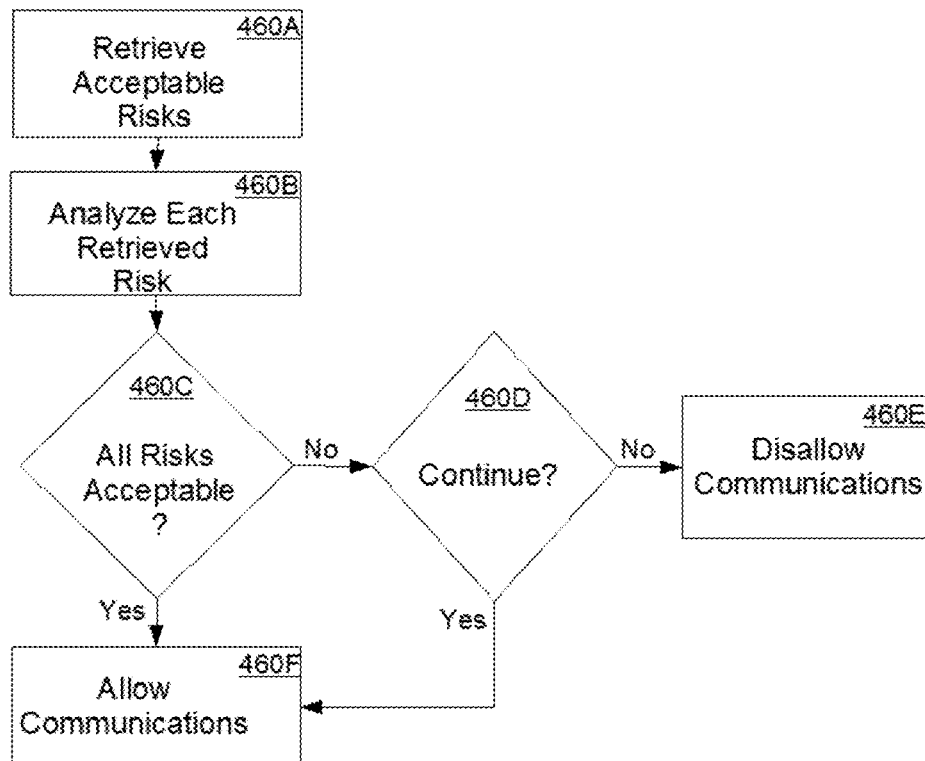 460A
Retrieve
Acceptable
Risks
460B
Analyze Each
Retrieved
Risk
460C
All Risks
Acceptable
?
No
460D
Continue?
No
460E
Disallow
Communications
Yes
Yes
460F
Allow
Communications